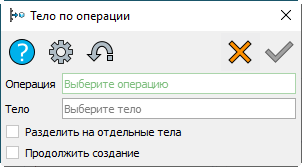 Тело по операции
Операция Выберите операцию
Тело Выберите тело
Разделить на отдельные тела
Продолжить создание